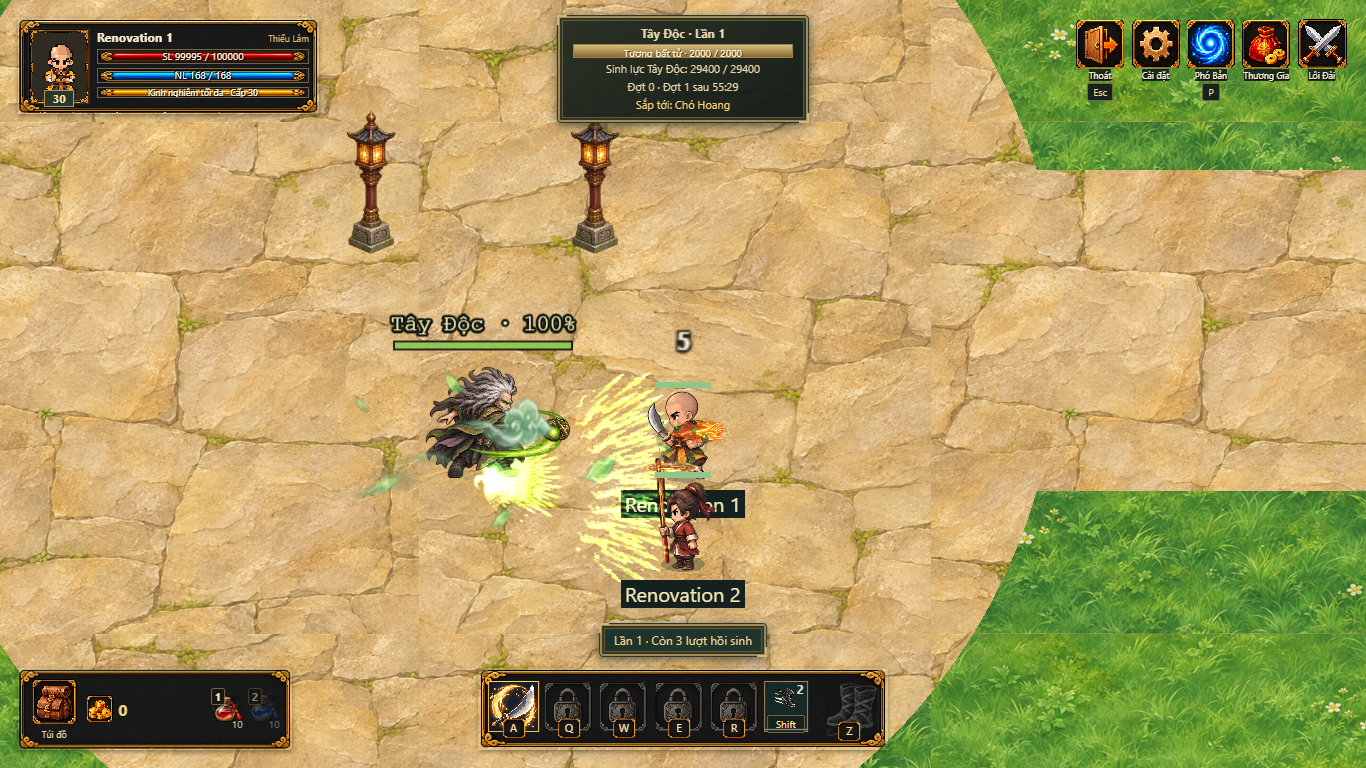 Renovation 1
Thiếu Lâm
SL 99995 / 100000
NL 168 / 168
Kinh nghiệm tối đa - Cấp 30
30
Tây Độc · Lần 1
Tượng bất tử · 2000 / 2000
Sinh lực Tây Độc: 29400 / 29400
Đợt 0 · Đợt 1 sau 55:29
Sắp tới: Chó Hoang
Thoát
Cài đặt
Phó Bản
Thương Gia
Lôi Đài
Esc
P
Tây Độc · 100%
5
Renovation 2
Lần 1 · Còn 3 lượt hồi sinh
Túi đồ
0
1
10
2
10
A
Q
W
E
R
2
Shift
Z